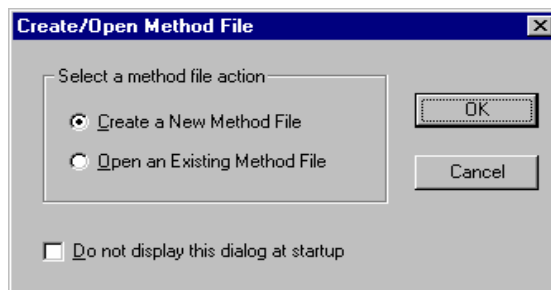 Create/Open Method File
Select a method file action
Create a New Method File
OK
Open an Existing Method File
Cancel
Do not display this dialog at startup